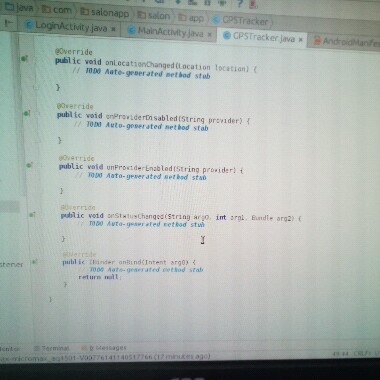 java com salonapp salon app GPSTracker
LoginActivity.java × MainActivity.java × GPSTracker.java × AndroidManifest
@Override
public void onLocationChanged(Location location) {
// TODO Auto-generated method stub
}
@Override
public void onProviderDisabled(String provider) {
// TODO Auto-generated method stub
}
@Override
public void onProviderEnabled(String provider) {
// TODO Auto-generated method stub
}
@Override
public void onStatusChanged(String arg0, int arg1, Bundle arg2) {
// TODO Auto-generated method stub
}
@Override
public IBinder onBind(Intent arg0) {
// TODO Auto-generated method stub
return null;
}
}
stener
Monitor Terminal 0: Messages
(17 minutes ago)